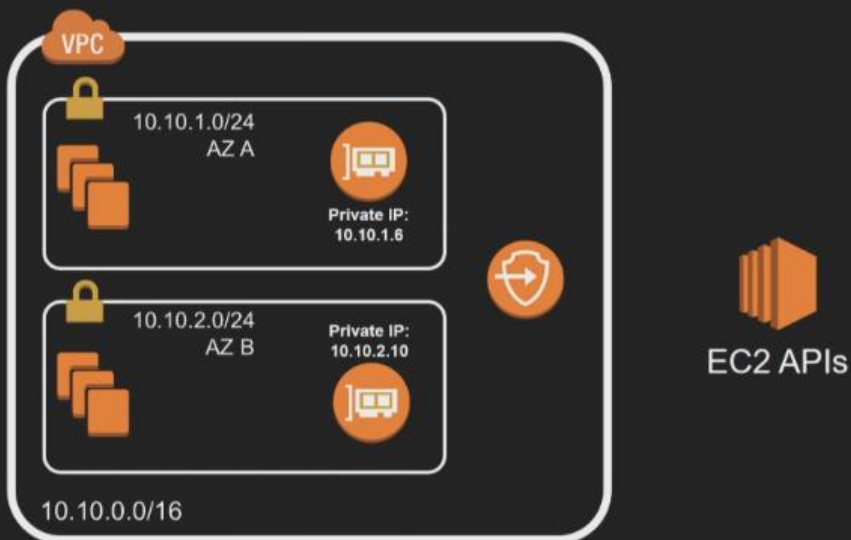 VPC
10.10.1.0/24
AZ A
Private IP:
10.10.1.6
10.10.2.0/24
AZ B
Private IP:
10.10.2.10
10.10.0.0/16
EC2 APIs